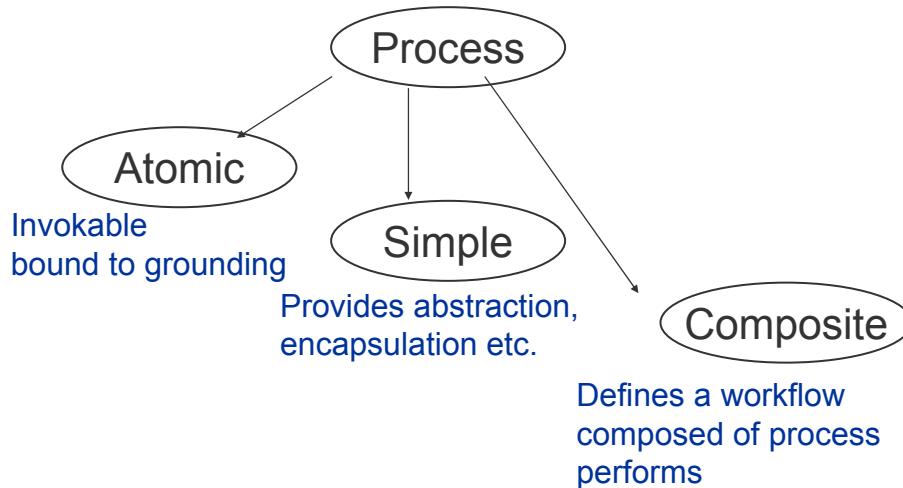 Process
Atomic
Invokable
bound to grounding
Simple
Provides abstraction,
encapsulation etc.
Composite
Defines a workflow
composed of process
performs